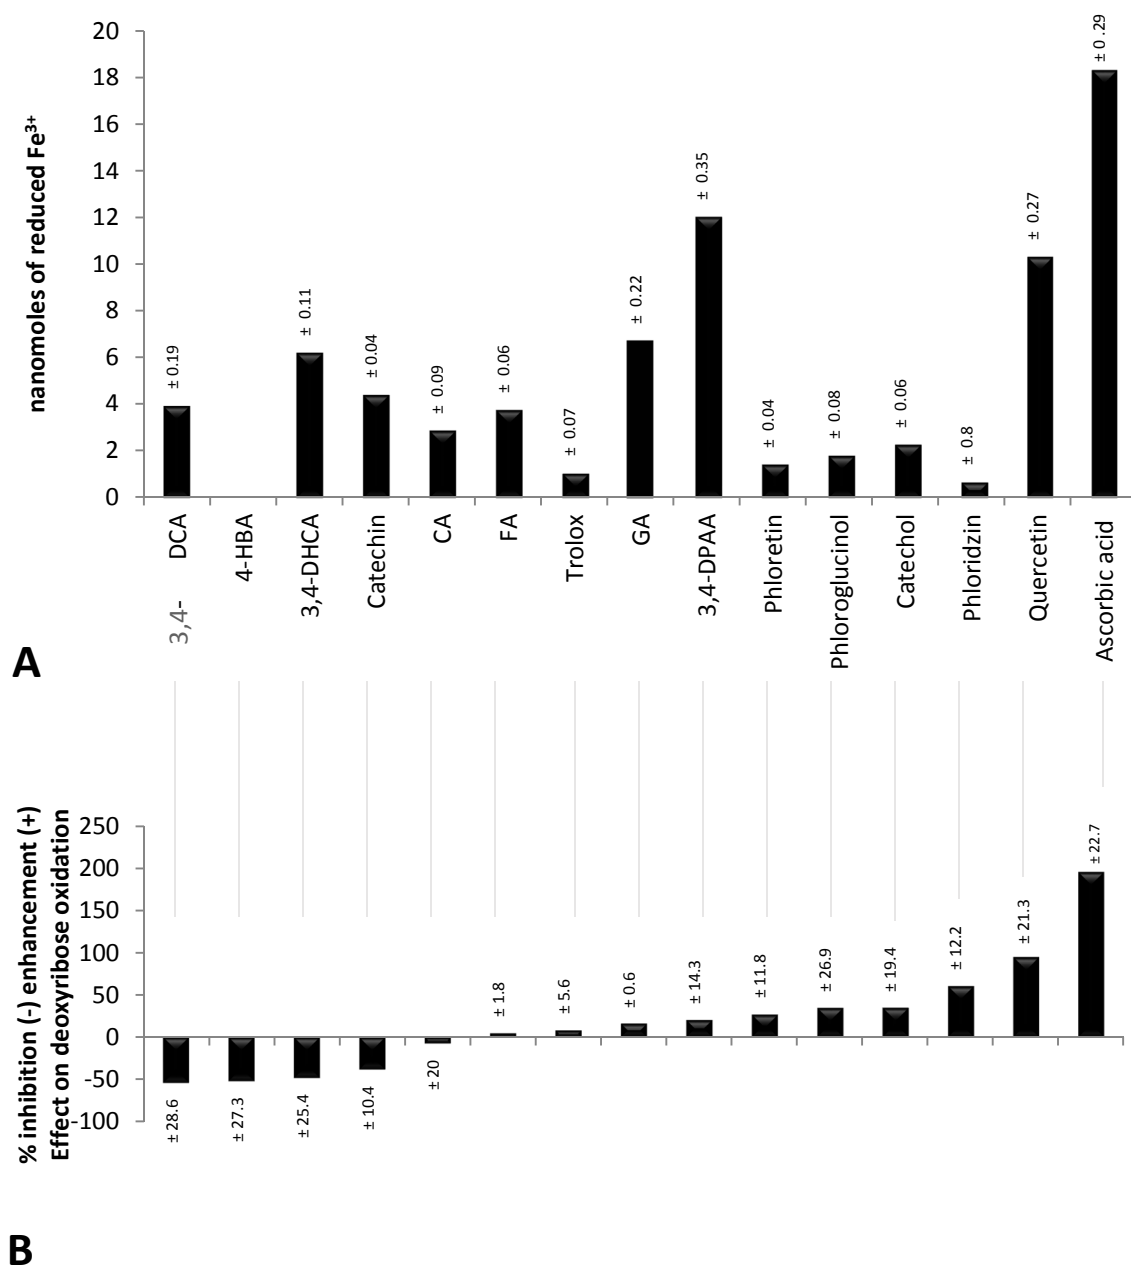 nanomoles of reduced Fe³⁺
20
18
16
14
12
10
8
6
4
2
0
± 0.19
± 0.11
± 0.04
± 0.09
± 0.06
± 0.07
± 0.22
± 0.35
± 0.04
± 0.08
± 0.06
± 0.8
± 0.27
± 0 .29
3,4- DCA
4-HBA
3,4-DHCA
Catechin
CA
FA
Trolox
GA
3,4-DPAA
Phloretin
Phloroglucinol
Catechol
Phloridzin
Quercetin
Ascorbic acid
A
% inhibition (-) enhancement (+)
Effect on deoxyribose oxidation
250
200
150
100
50
0
-50
-100
± 28.6
± 27.3
± 25.4
± 10.4
± 20
± 1.8
± 5.6
± 0.6
± 14.3
± 11.8
± 26.9
± 19.4
± 12.2
± 21.3
± 22.7
B